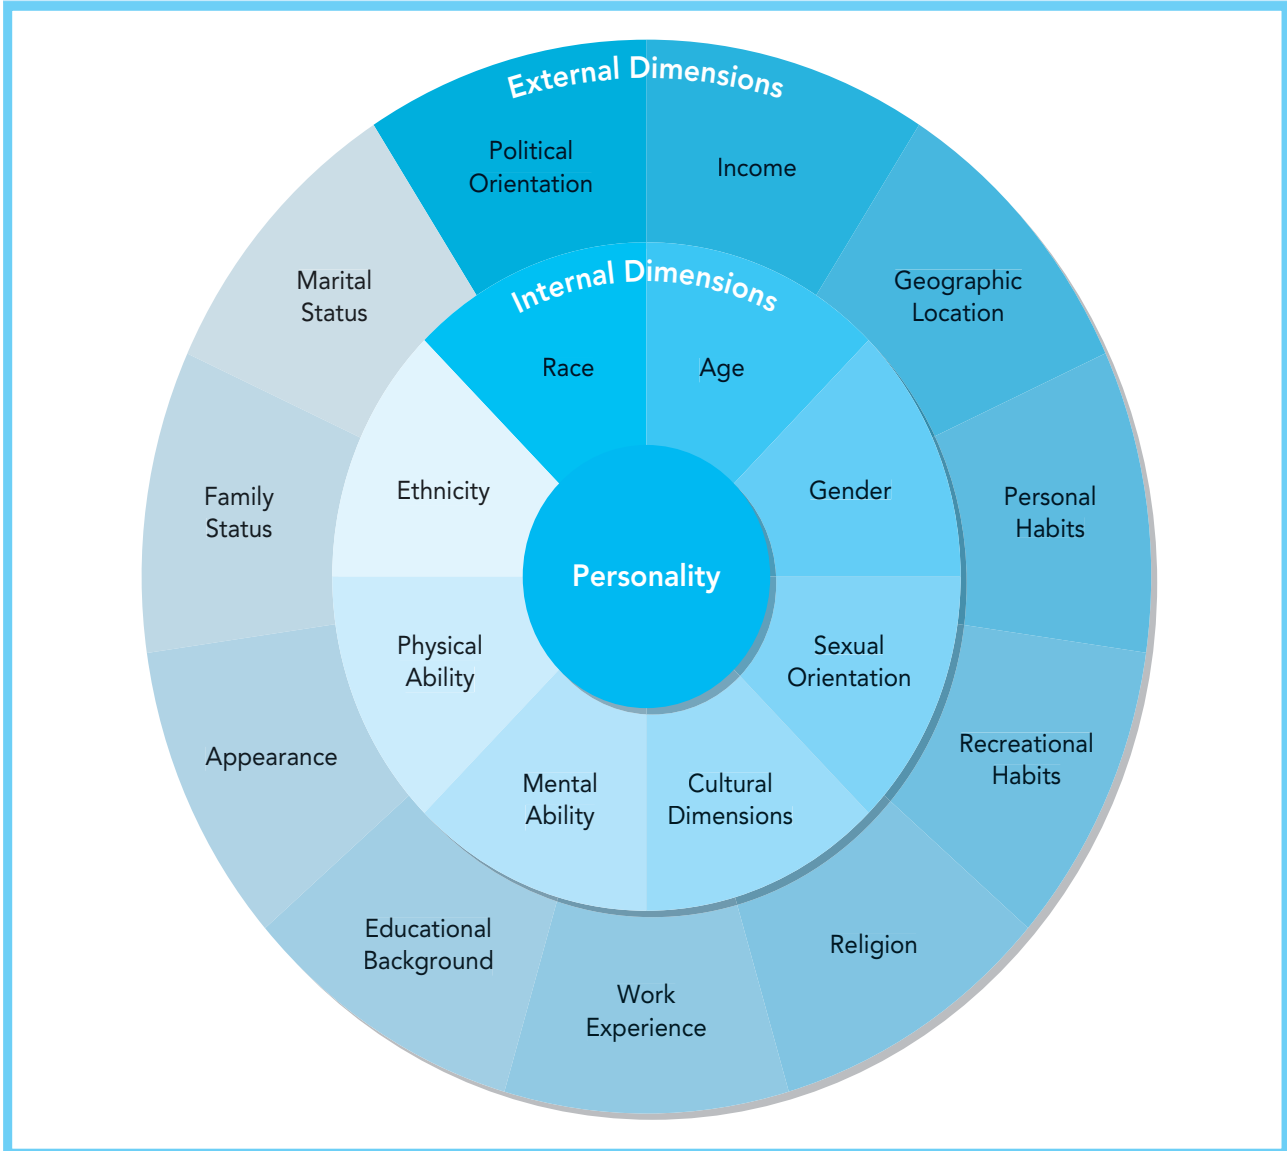 External Dimensions
Political
Orientation
Income
Geographic
Location
Personal
Habits
Recreational
Habits
Religion
Work
Experience
Educational
Background
Appearance
Family
Status
Marital
Status
Internal Dimensions
Race
Age
Gender
Sexual
Orientation
Cultural
Dimensions
Mental
Ability
Physical
Ability
Ethnicity
Personality